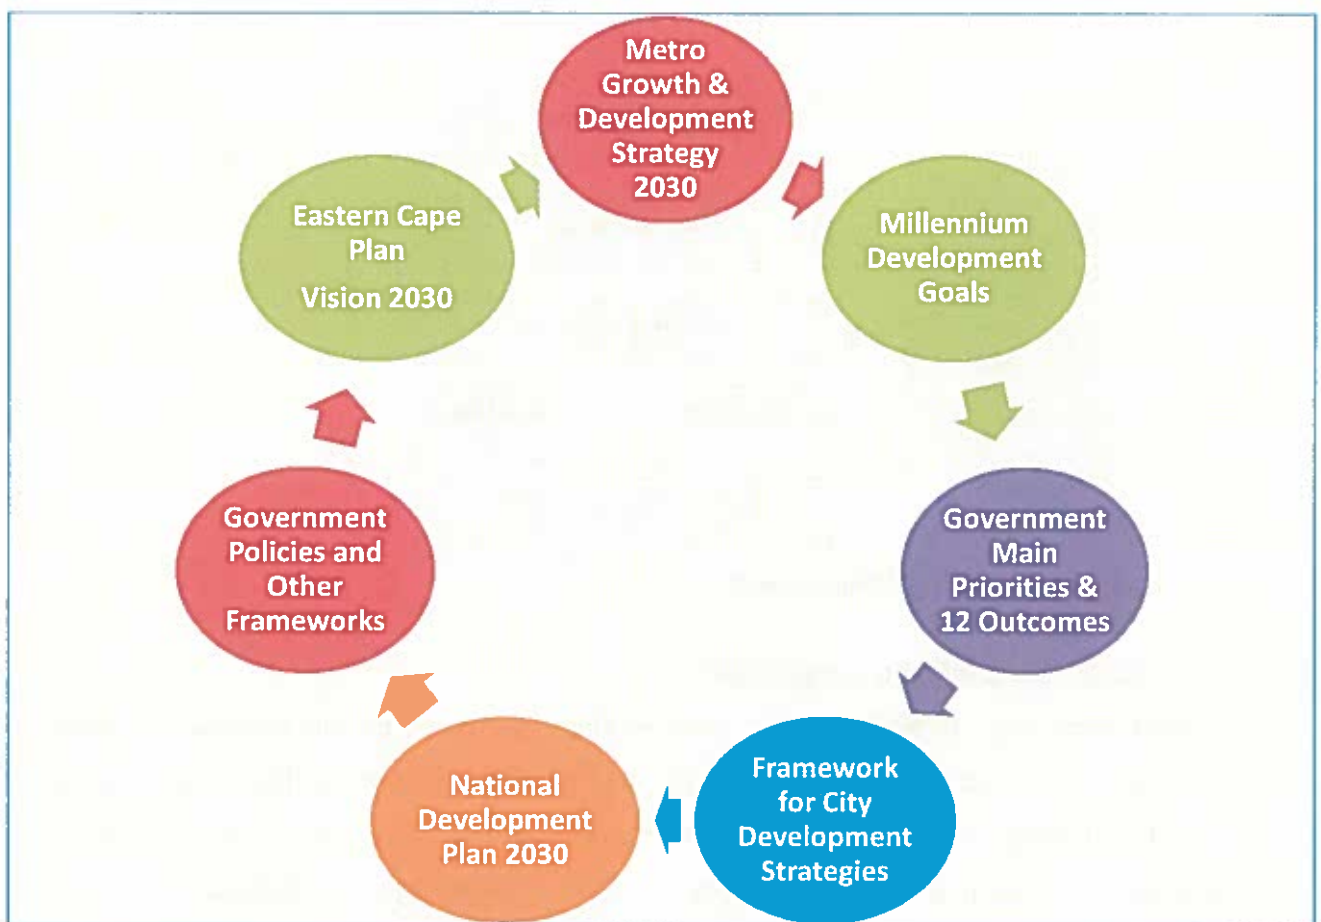 Metro
Growth &
Development
Strategy
2030
Millennium
Development
Goals
Government
Main
Priorities &
12 Outcomes
Framework
for City
Development
Strategies
National
Development
Plan 2030
Government
Policies and
Other
Frameworks
Eastern Cape
Plan
Vision 2030